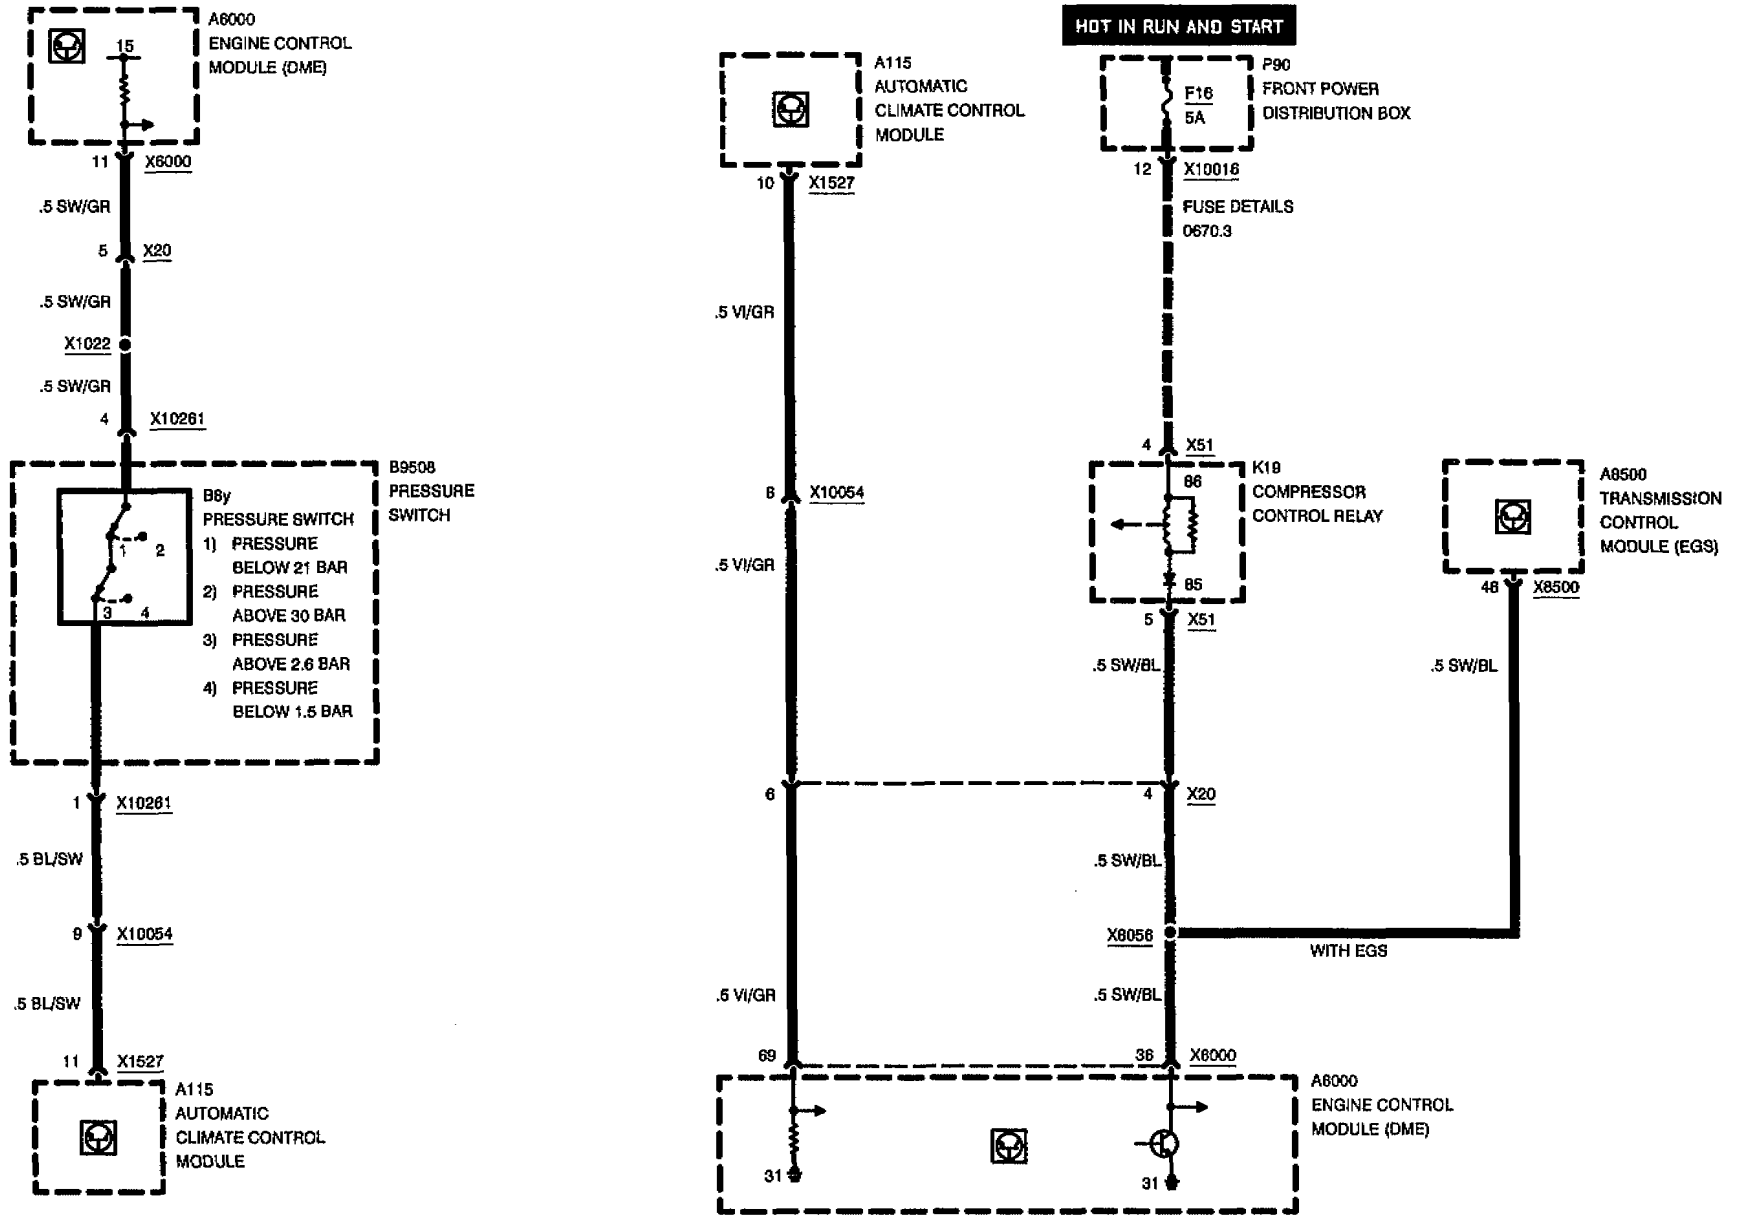 A6000
ENGINE CONTROL
MODULE (DME)
15
11 X6000
.5 SW/GR
5 X20
.5 SW/GR
X1022
.5 SW/GR
4 X10261
B9508
PRESSURE
SWITCH
B8y
PRESSURE SWITCH
1) PRESSURE
BELOW 21 BAR
2) PRESSURE
ABOVE 30 BAR
3) PRESSURE
ABOVE 2.6 BAR
4) PRESSURE
BELOW 1.5 BAR
1 2
3 4
1 X10261
.5 BL/SW
9 X10054
.5 BL/SW
11 X1527
A115
AUTOMATIC
CLIMATE CONTROL
MODULE
A115
AUTOMATIC
CLIMATE CONTROL
MODULE
10 X1527
.5 VI/GR
8 X10054
.5 VI/GR
6
.5 VI/GR
69
31
HOT IN RUN AND START
P90
FRONT POWER
DISTRIBUTION BOX
F16
5A
12 X10016
FUSE DETAILS
0670.3
4 X51
K19
COMPRESSOR
CONTROL RELAY
86
85
5 X51
.5 SW/BL
4 X20
.5 SW/BL
X8056
WITH EGS
.5 SW/BL
36 X6000
31
A6000
ENGINE CONTROL
MODULE (DME)
A8500
TRANSMISSION
CONTROL
MODULE (EGS)
48 X8500
.5 SW/BL